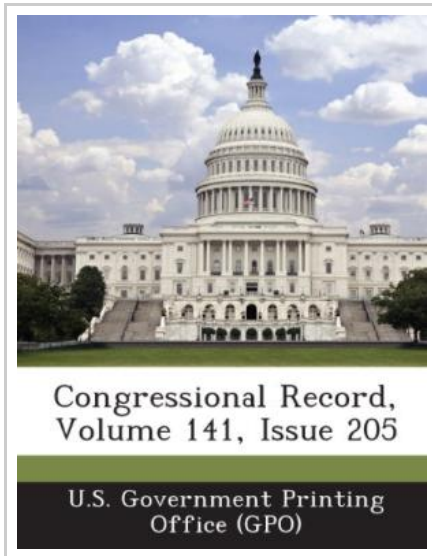 Congressional Record,
Volume 141, Issue 205
U.S. Government Printing
Office (GPO)